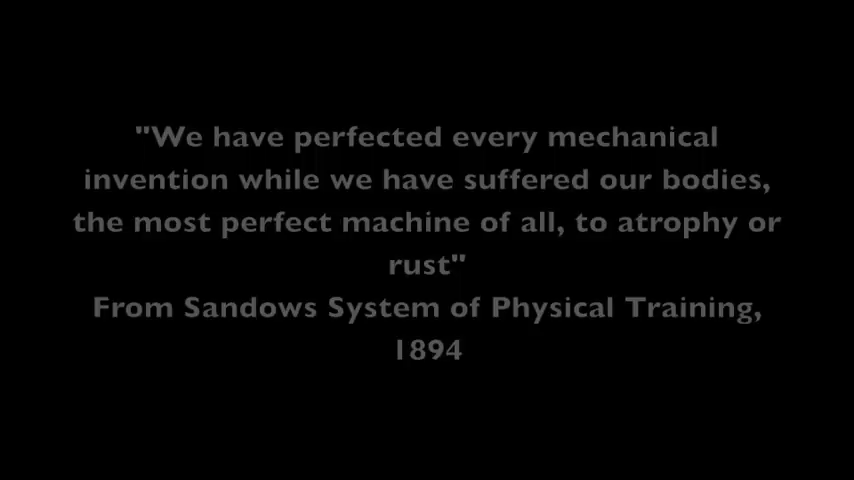 "We have perfected every mechanical
invention while we have suffered our bodies,
the most perfect machine of all, to atrophy or
rust"
From Sandows System of Physical Training,
1894